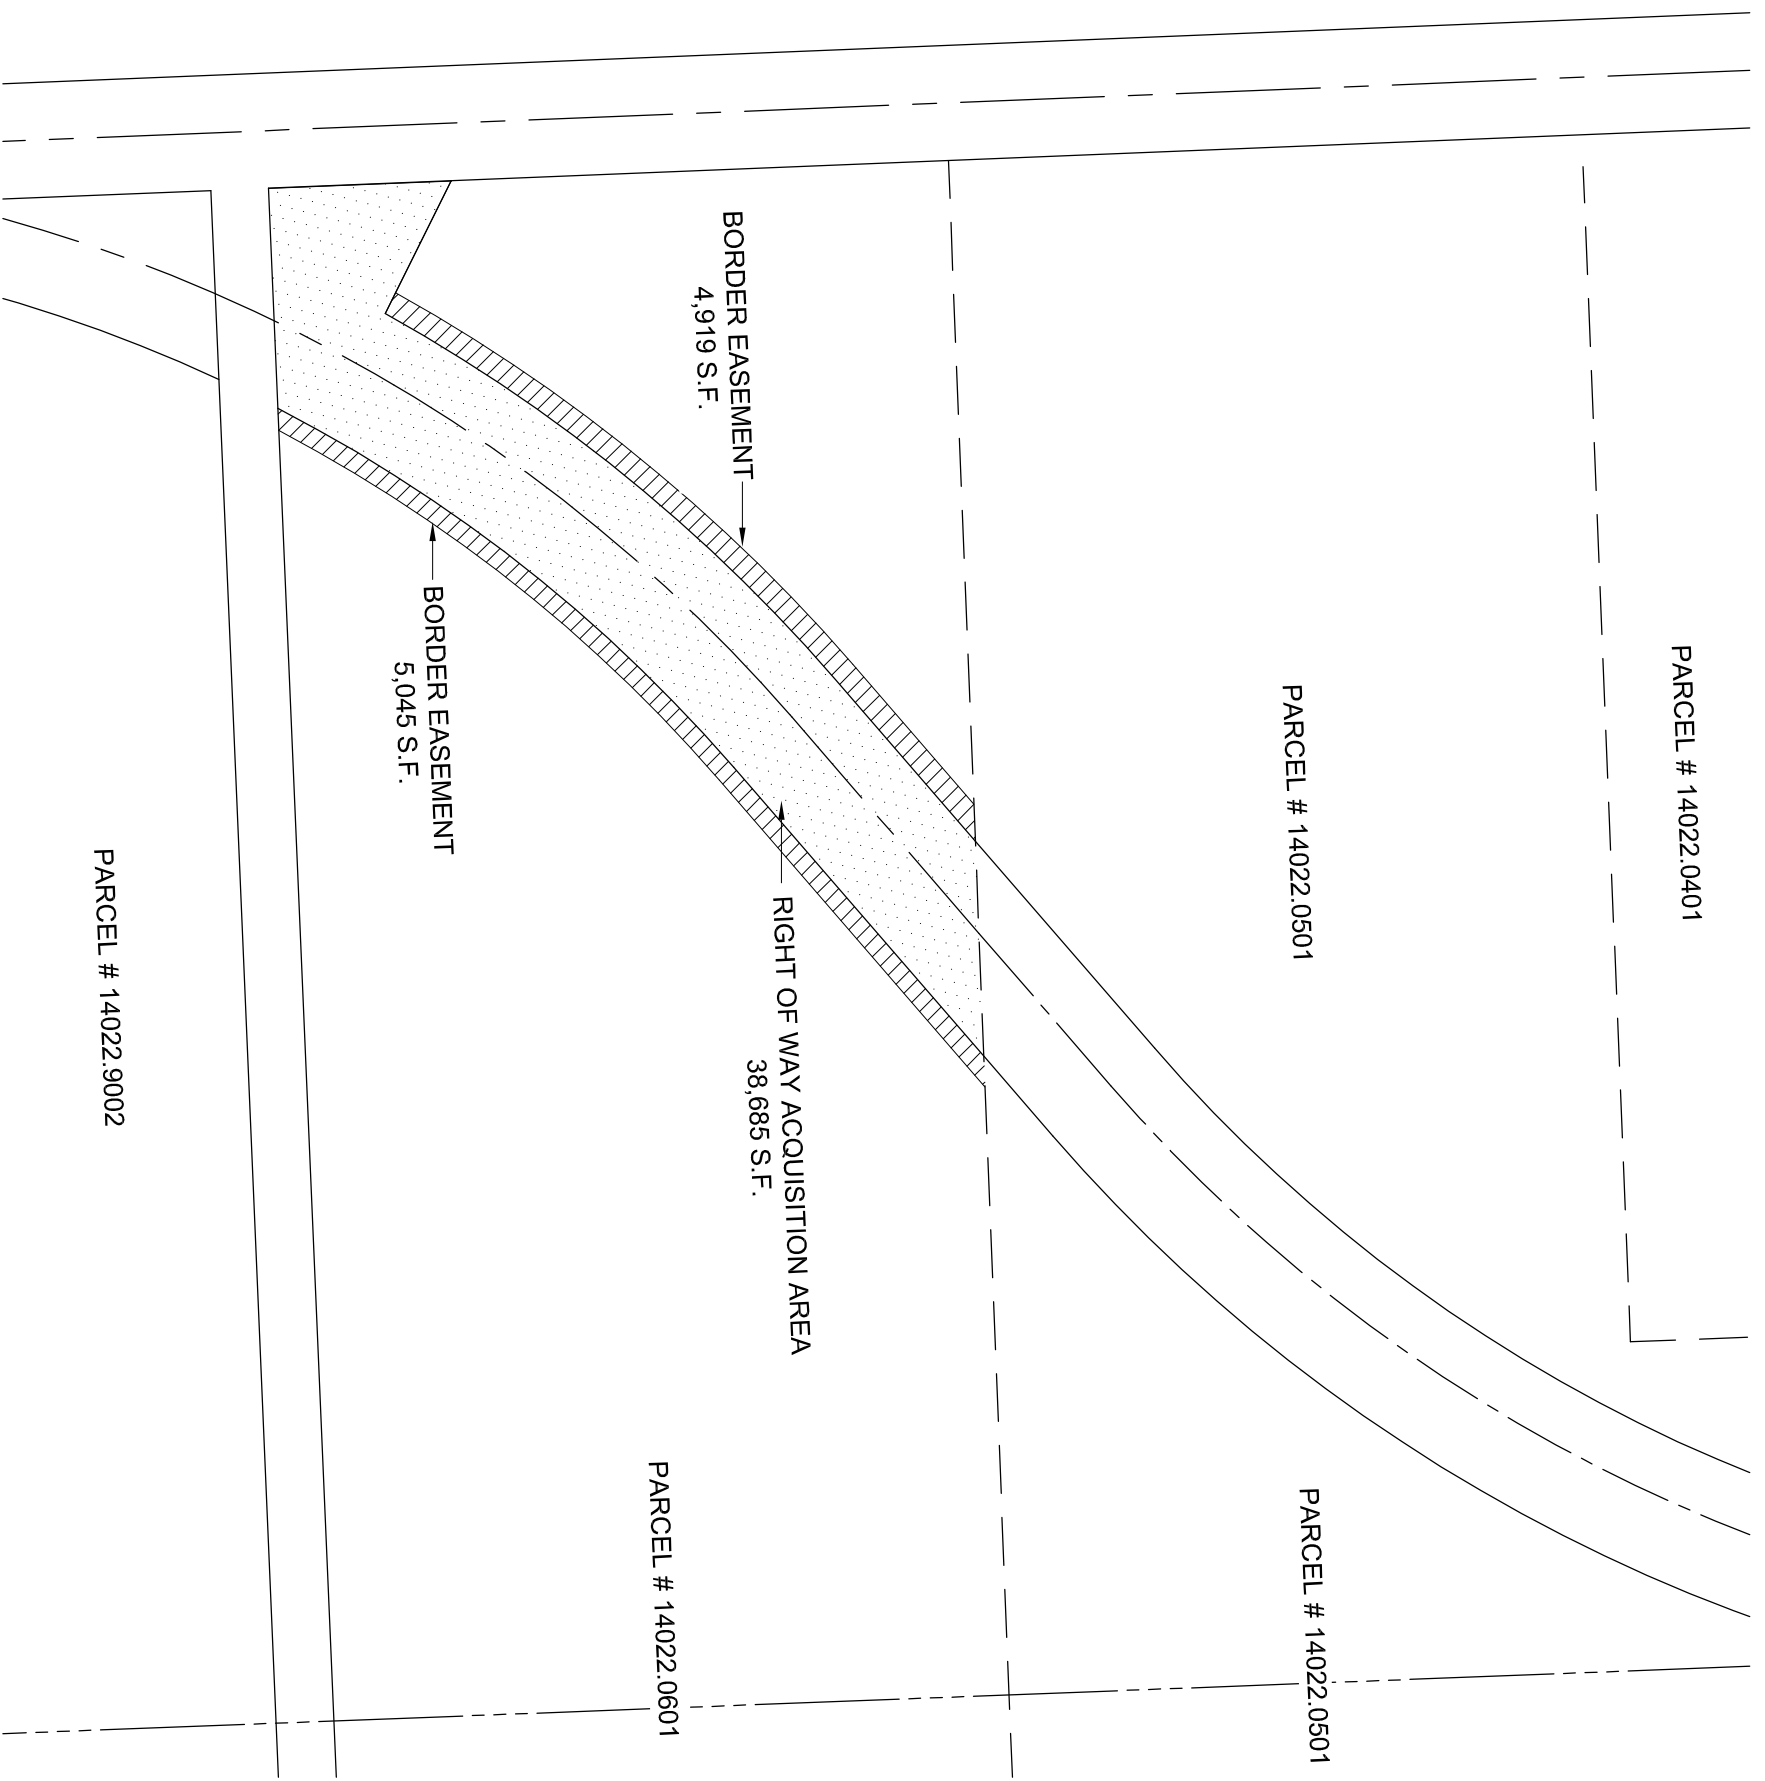 PARCEL # 14022.0401
PARCEL # 14022.0501
BORDER EASEMENT
4,919 S.F.
PARCEL # 14022.0501
RIGHT OF WAY ACQUISITION AREA
38,685 S.F.
PARCEL # 14022.0601
BORDER EASEMENT
5,045 S.F.
PARCEL # 14022.9002